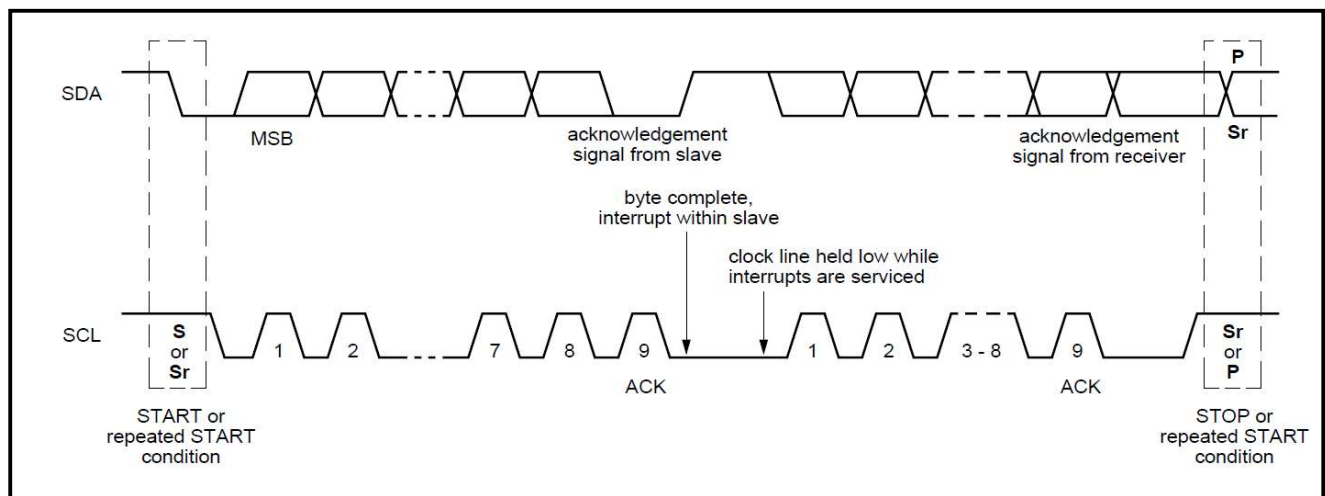 P
SDA
MSB
acknowledgement
signal from slave
acknowledgement
signal from receiver
Sr
byte complete,
interrupt within slave
clock line held low while
interrupts are serviced
SCL
S
or
Sr
1
2
7
8
9
1
2
3 - 8
9
Sr
or
P
ACK
ACK
START or
repeated START
condition
STOP or
repeated START
condition